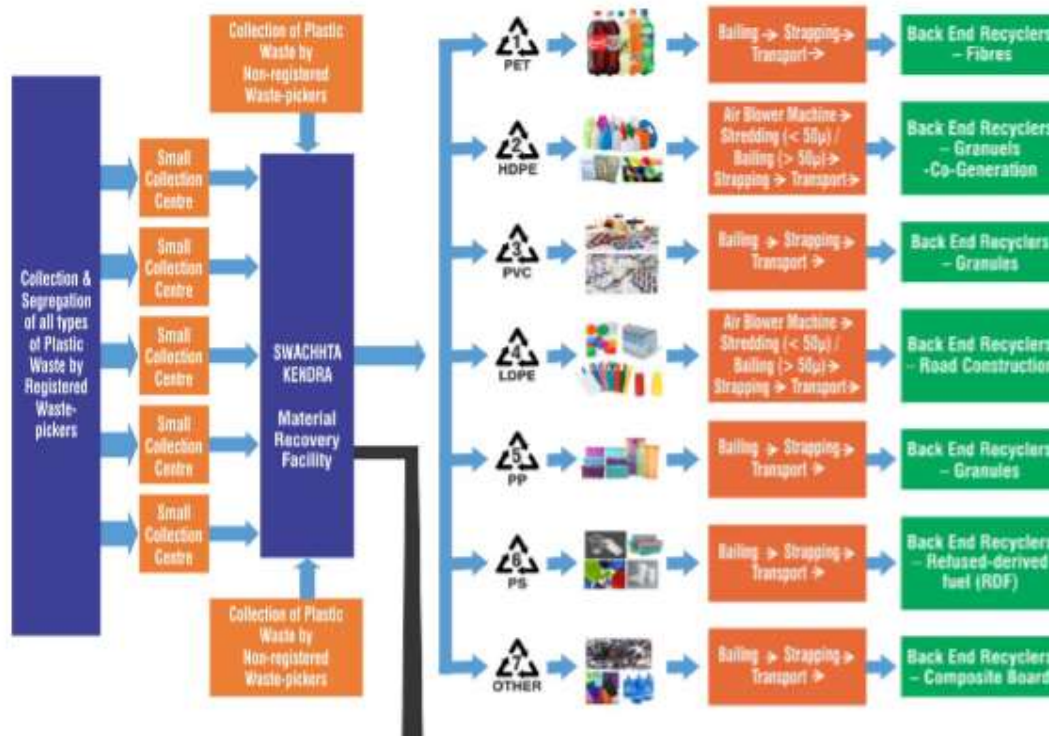 Collection &
Segregation
of all types
of Plastic
Waste by
Registered
Waste-
pickers
Small
Collection
Centre
Small
Collection
Centre
Small
Collection
Centre
Small
Collection
Centre
Small
Collection
Centre
Collection of Plastic
Waste by
Non-registered
Waste-pickers
SWACHHTA
KENDRA
Material
Recovery
Facility
Collection of Plastic
Waste by
Non-registered
Waste-pickers
1
PET
Bailing → Strapping→
Transport→
Back End Recyclers
– Fibres
2
HDPE
Air Blower Machine→
Shredding (< 50µ) /
Bailing (> 50µ)→
Strapping → Transport→
Back End Recyclers
– Granuels
-Co-Generation
3
PVC
Bailing → Strapping→
Transport →
Back End Recyclers
– Granules
4
LDPE
Air Blower Machine→
Shredding (< 50µ) /
Bailing (> 50µ)→
Strapping → Transport→
Back End Recyclers
– Road Construction
5
PP
Bailing → Strapping→
Transport →
Back End Recyclers
– Granules
6
PS
Bailing → Strapping→
Transport →
Back End Recyclers
– Refused-derived
fuel (RDF)
7
OTHER
Bailing → Strapping→
Transport →
Back End Recyclers
– Composite Board